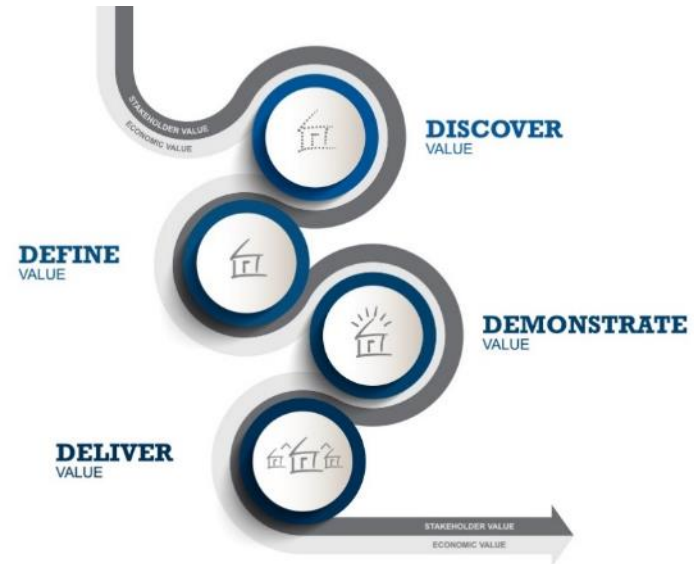 STAKEHOLDER VALUE
ECONOMIC VALUE
DISCOVER
VALUE
DEFINE
VALUE
DEMONSTRATE
VALUE
DELIVER
VALUE
STAKEHOLDER VALUE
ECONOMIC VALUE